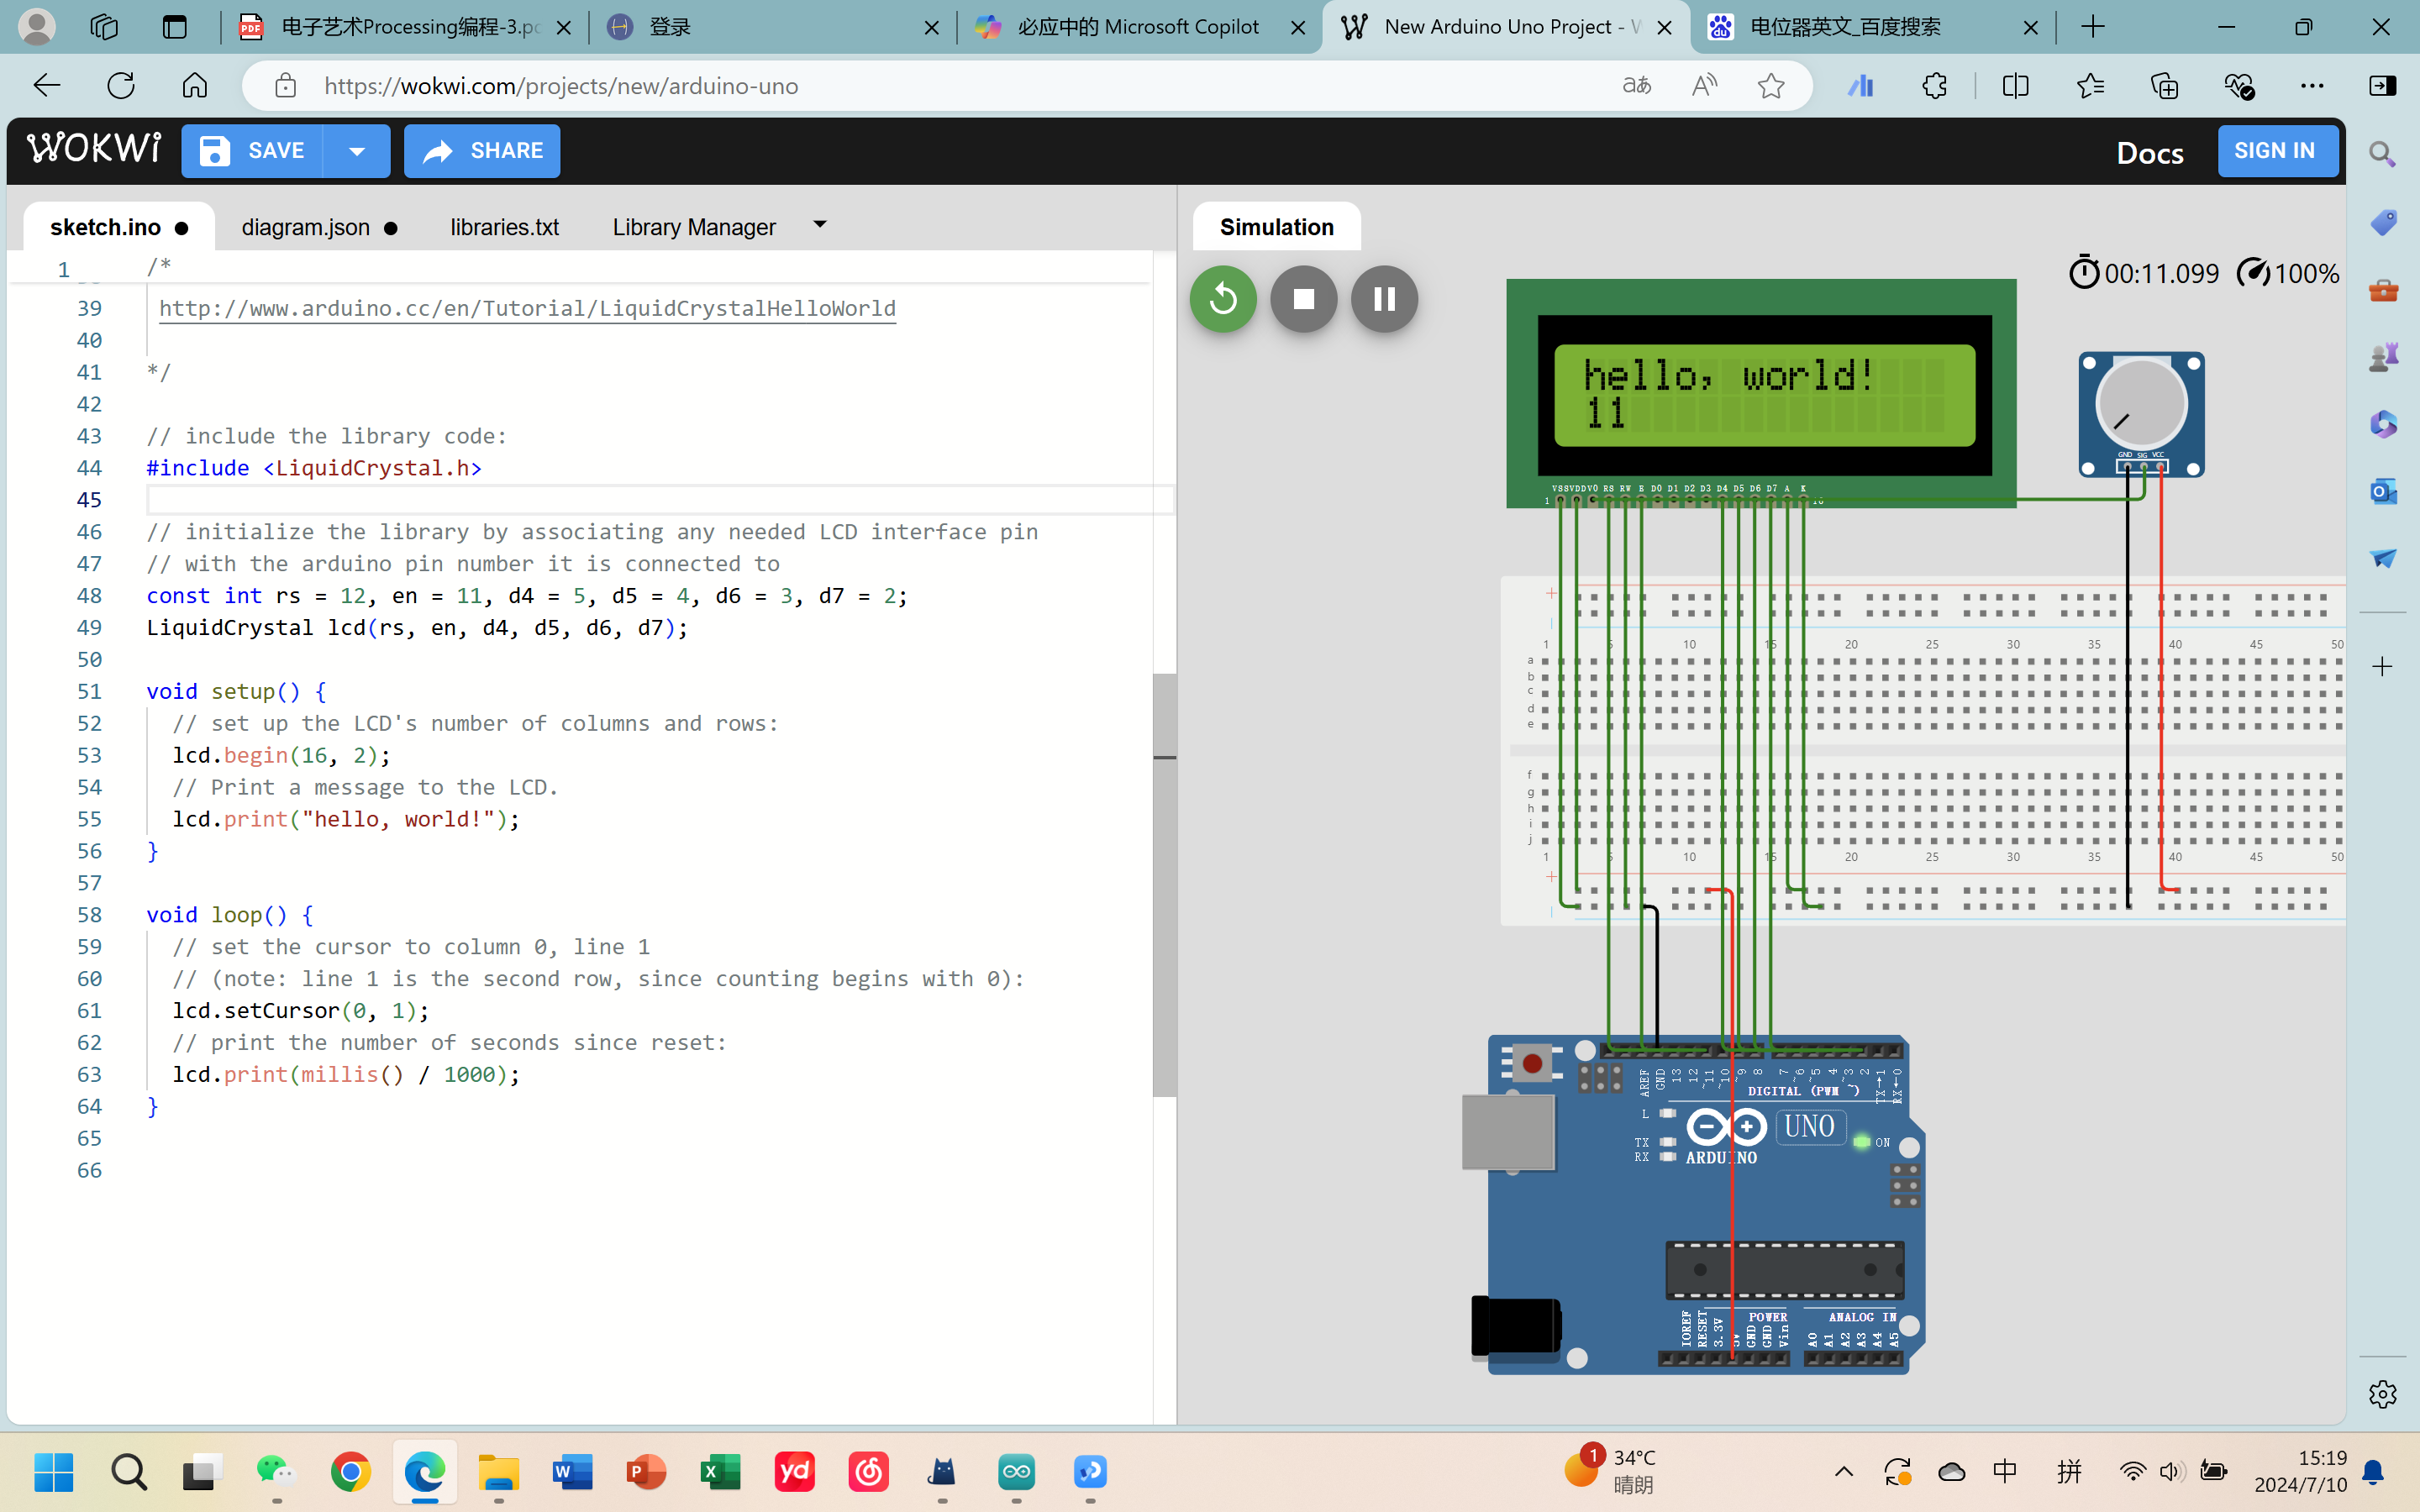 电子艺术Processing编程-3.pc
登录
必应中的 Microsoft Copilot
New Arduino Uno Project - W
电位器英文_百度搜索
https://wokwi.com/projects/new/arduino-uno
WOKWi
SAVE
SHARE
Docs
SIGN IN
sketch.ino
diagram.json
libraries.txt
Library Manager
1 /*
39 http://www.arduino.cc/en/Tutorial/LiquidCrystalHelloWorld
40
41 */
42
43 // include the library code:
44 #include <LiquidCrystal.h>
45
46 // initialize the library by associating any needed LCD interface pin
47 // with the arduino pin number it is connected to
48 const int rs = 12, en = 11, d4 = 5, d5 = 4, d6 = 3, d7 = 2;
49 LiquidCrystal lcd(rs, en, d4, d5, d6, d7);
50
51 void setup() {
52 // set up the LCD's number of columns and rows:
53 lcd.begin(16, 2);
54 // Print a message to the LCD.
55 lcd.print("hello, world!");
56 }
57
58 void loop() {
59 // set the cursor to column 0, line 1
60 // (note: line 1 is the second row, since counting begins with 0):
61 lcd.setCursor(0, 1);
62 // print the number of seconds since reset:
63 lcd.print(millis() / 1000);
64 }
65
66
Simulation
00:11.099 100%
hello, world!
11
VSS VDD V0 RS RW E D0 D1 D2 D3 D4 D5 D6 D7 A K
1 16
GND SIG VCC
1 5 10 15 20 25 30 35 40 45 50
a
b
c
d
e
f
g
h
i
j
1 5 10 15 20 25 30 35 40 45 50
AREF GND 13 12 ~11 ~10 ~9 8 7 ~6 ~5 4 ~3 2 TX→1 RX←0
DIGITAL (PWM ~)
L
TX
RX
UNO
ON
ARDUINO
IOREF RESET 3.3V 5V GND GND Vin
POWER
ANALOG IN
A0 A1 A2 A3 A4 A5
1
34°C
晴朗
中
拼
15:19
2024/7/10